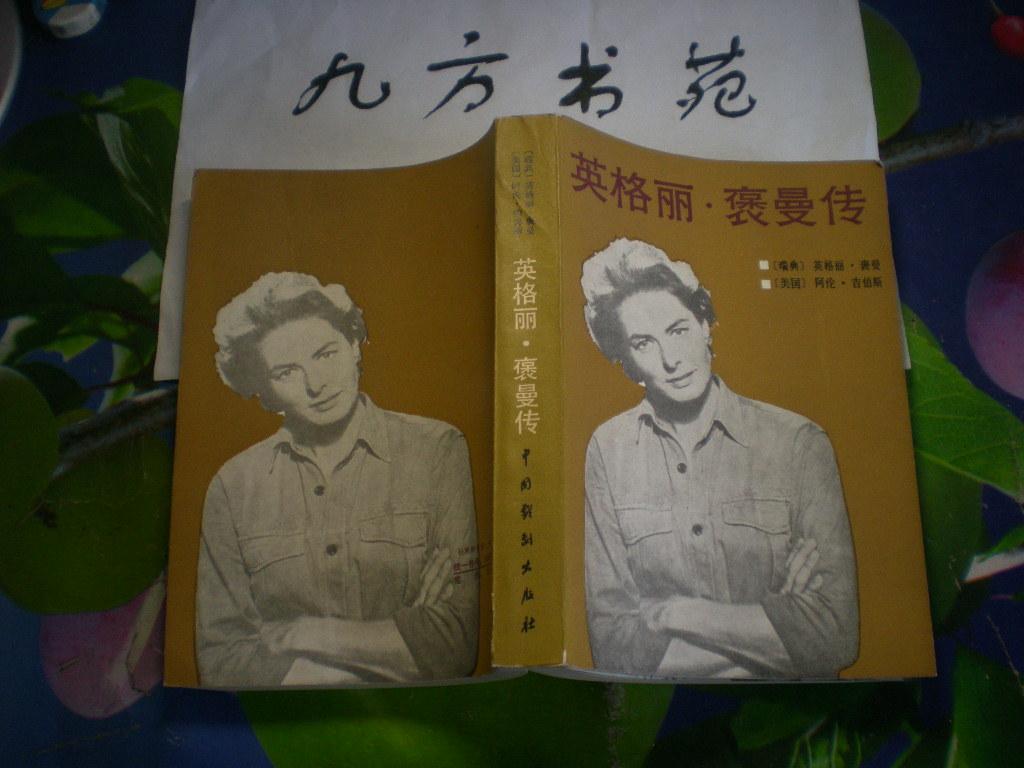 九方书苑
英格丽·褒曼传
〔瑞典〕英格丽·褒曼
〔美国〕阿伦·吉伯斯
英格丽·褒曼传
中国戏剧出版社